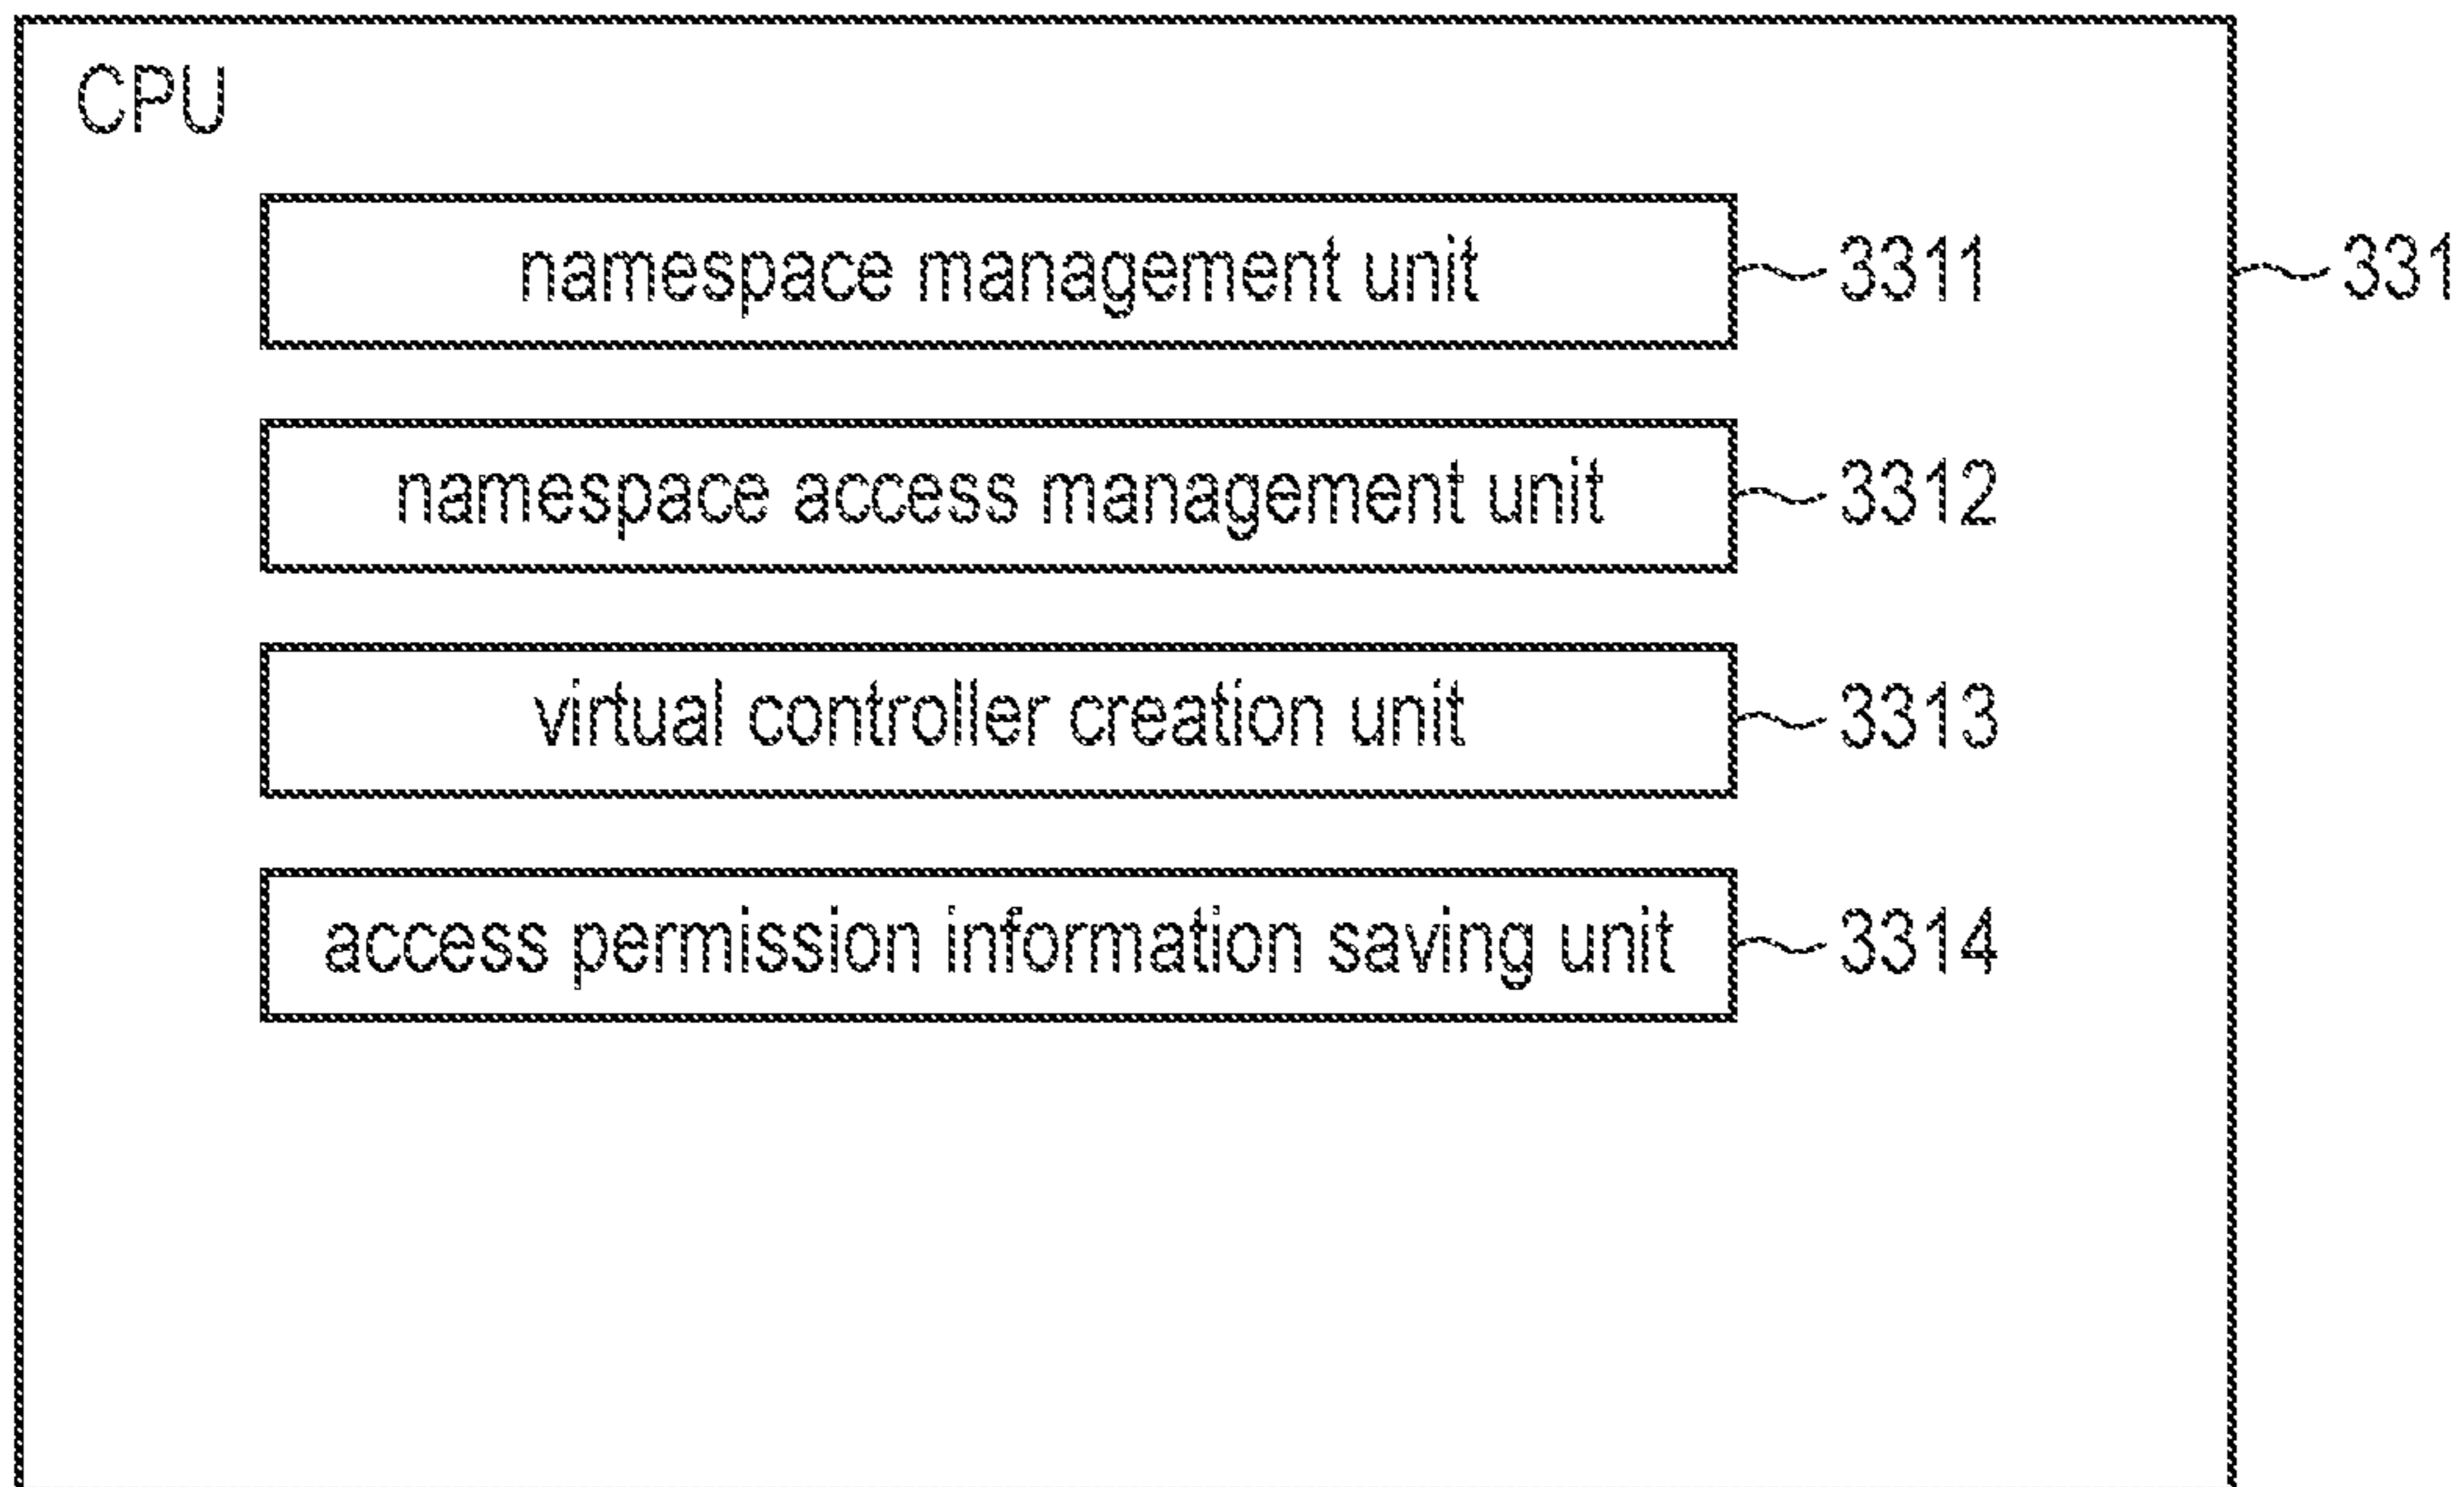 CPU
namespace management unit 3311 331
namespace access management unit 3312
virtual controller creation unit 3313
access permission information saving unit 3314